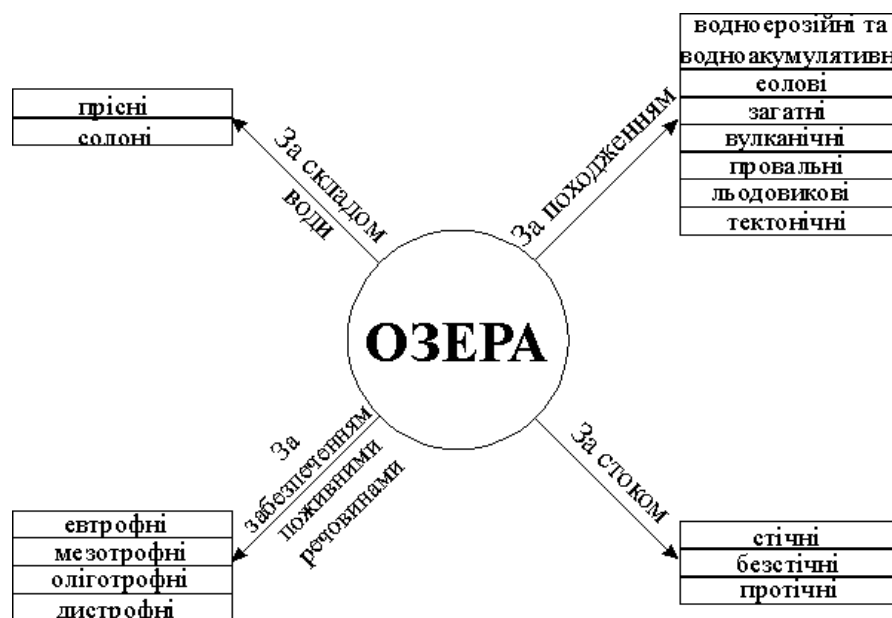 прісні
солоні
За складом
води
водноерозійні та
водноакумулятивн
еолові
загатні
вулканічні
провальні
льодовикові
тектонічні
За походженням
ОЗЕРА
За
забезпеченням
поживними
речовинами
евтрофні
мезотрофні
оліготрофні
дистрофні
За стоком
стічні
безстічні
протічні